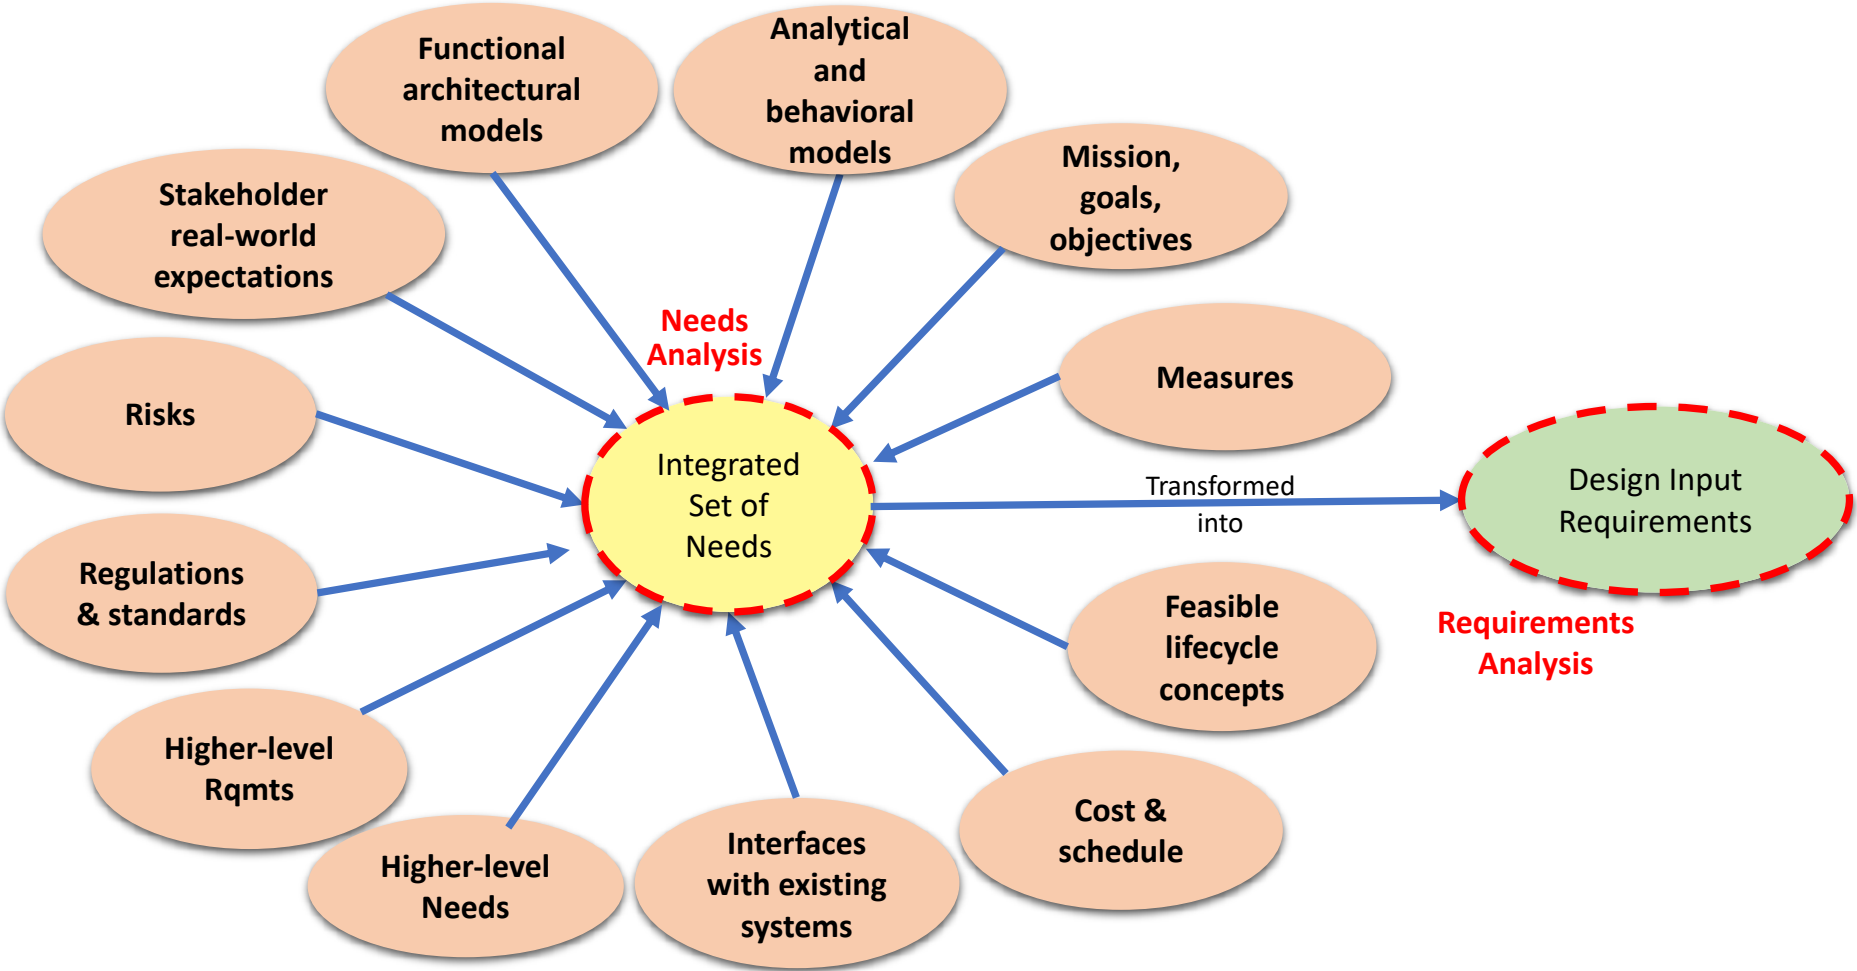 Functional
architectural
models
Analytical
and
behavioral
models
Mission,
goals,
objectives
Stakeholder
real-world
expectations
Needs
Analysis
Measures
Risks
Integrated
Set of
Needs
Transformed
into
Design Input
Requirements
Regulations
& standards
Feasible
lifecycle
concepts
Requirements
Analysis
Higher-level
Rqmts
Cost &
schedule
Higher-level
Needs
Interfaces
with existing
systems